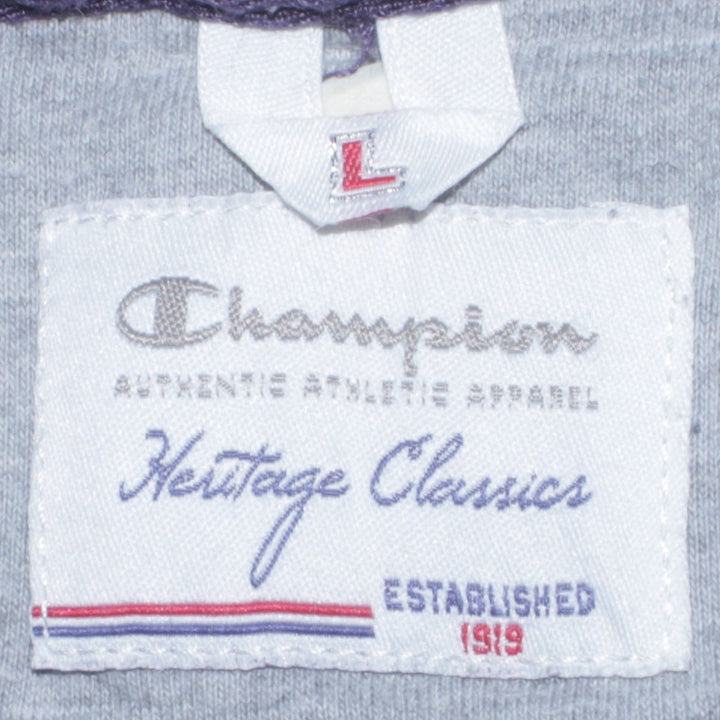 L
Champion
AUTHENTIC ATHLETIC APPAREL
Heritage Classics
ESTABLISHED
1919